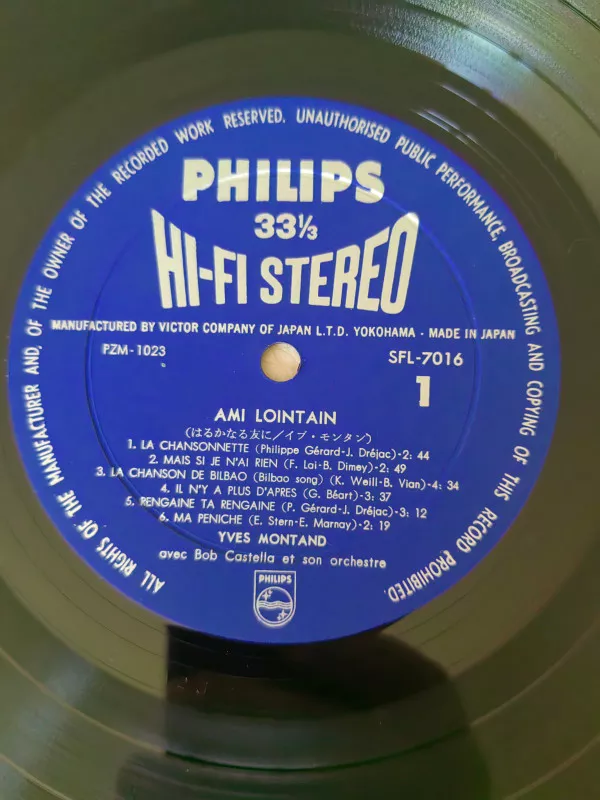 ALL RIGHTS OF THE MANUFACTURER AND, OF THE OWNER OF THE RECORDED WORK RESERVED. UNAUTHORISED PUBLIC PERFORMANCE, BROADCASTING AND COPYING OF THIS RECORD PROHIBITED.
PHILIPS
33⅓
HI-FI STEREO
MANUFACTURED BY VICTOR COMPANY OF JAPAN L.T.D. YOKOHAMA · MADE IN JAPAN
PZM-1023
SFL-7016
1
AMI LOINTAIN
(はるかなる友に/イブ・モンタン)
1. LA CHANSONNETTE (Philippe Gérard-J. Dréjac)-2: 44
2. MAIS SI JE N'AI RIEN (F. Lai-B. Dimey)-2: 49
3. LA CHANSON DE BILBAO (Bilbao song) (K. Weill-B. Vian)-4: 34
4. IL N'Y A PLUS D'APRES (G. Béart)-3: 37
5. RENGAINE TA RENGAINE (P. Gérard-J. Dréjac)-3: 12
6. MA PENICHE (E. Stern-E. Marnay)-2: 19
YVES MONTAND
avec Bob Castella et son orchestre
PHILIPS